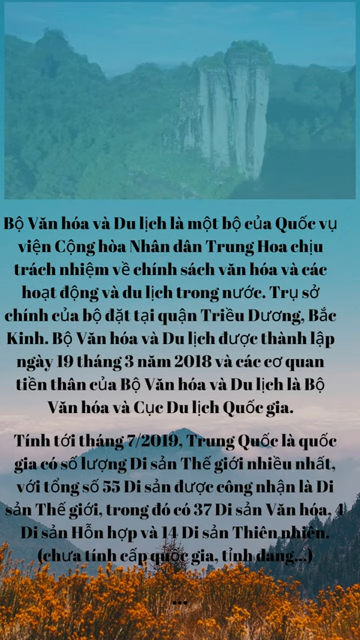 Bộ Văn hóa và Du lịch là một bộ của Quốc vụ
viện Cộng hòa Nhân dân Trung Hoa chịu
trách nhiệm về chính sách văn hóa và các
hoạt động và du lịch trong nước. Trụ sở
chính của bộ đặt tại quận Triều Dương, Bắc
Kinh. Bộ Văn hóa và Du lịch được thành lập
ngày 19 tháng 3 năm 2018 và các cơ quan
tiền thân của Bộ Văn hóa và Du lịch là Bộ
Văn hóa và Cục Du lịch Quốc gia.
Tính tới tháng 7/2019, Trung Quốc là quốc
gia có số lượng Di sản Thế giới nhiều nhất,
với tổng số 55 Di sản được công nhận là Di
sản Thế giới, trong đó có 37 Di sản Văn hóa, 4
Di sản Hỗn hợp và 14 Di sản Thiên nhiên.
(chưa tính cấp quốc gia, tỉnh đang...)
...